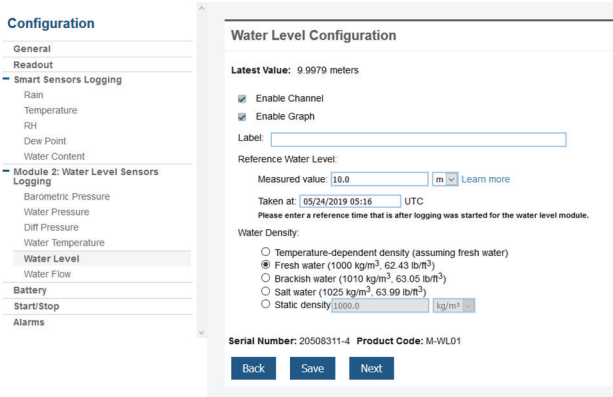 Configuration
General
Readout
Smart Sensors Logging
Rain
Temperature
RH
Dew Point
Water Content
Module 2: Water Level Sensors
Logging
Barometric Pressure
Water Pressure
Diff Pressure
Water Temperature
Water Level
Water Flow
Battery
Start/Stop
Alarms
Water Level Configuration
Latest Value: 9.9979 meters
Enable Channel
Enable Graph
Label:
Reference Water Level:
Measured value: 10.0 m Learn more
Taken at: 05/24/2019 05:16 UTC
Please enter a reference time that is after logging was started for the water level module.
Water Density:
Temperature-dependent density (assuming fresh water)
Fresh water (1000 kg/m³, 62.43 lb/ft³)
Brackish water (1010 kg/m³, 63.05 lb/ft³)
Salt water (1025 kg/m³, 63.99 lb/ft³)
Static density 1000.0 kg/m³
Serial Number: 20508311-4 Product Code: M-WL01
Back Save Next